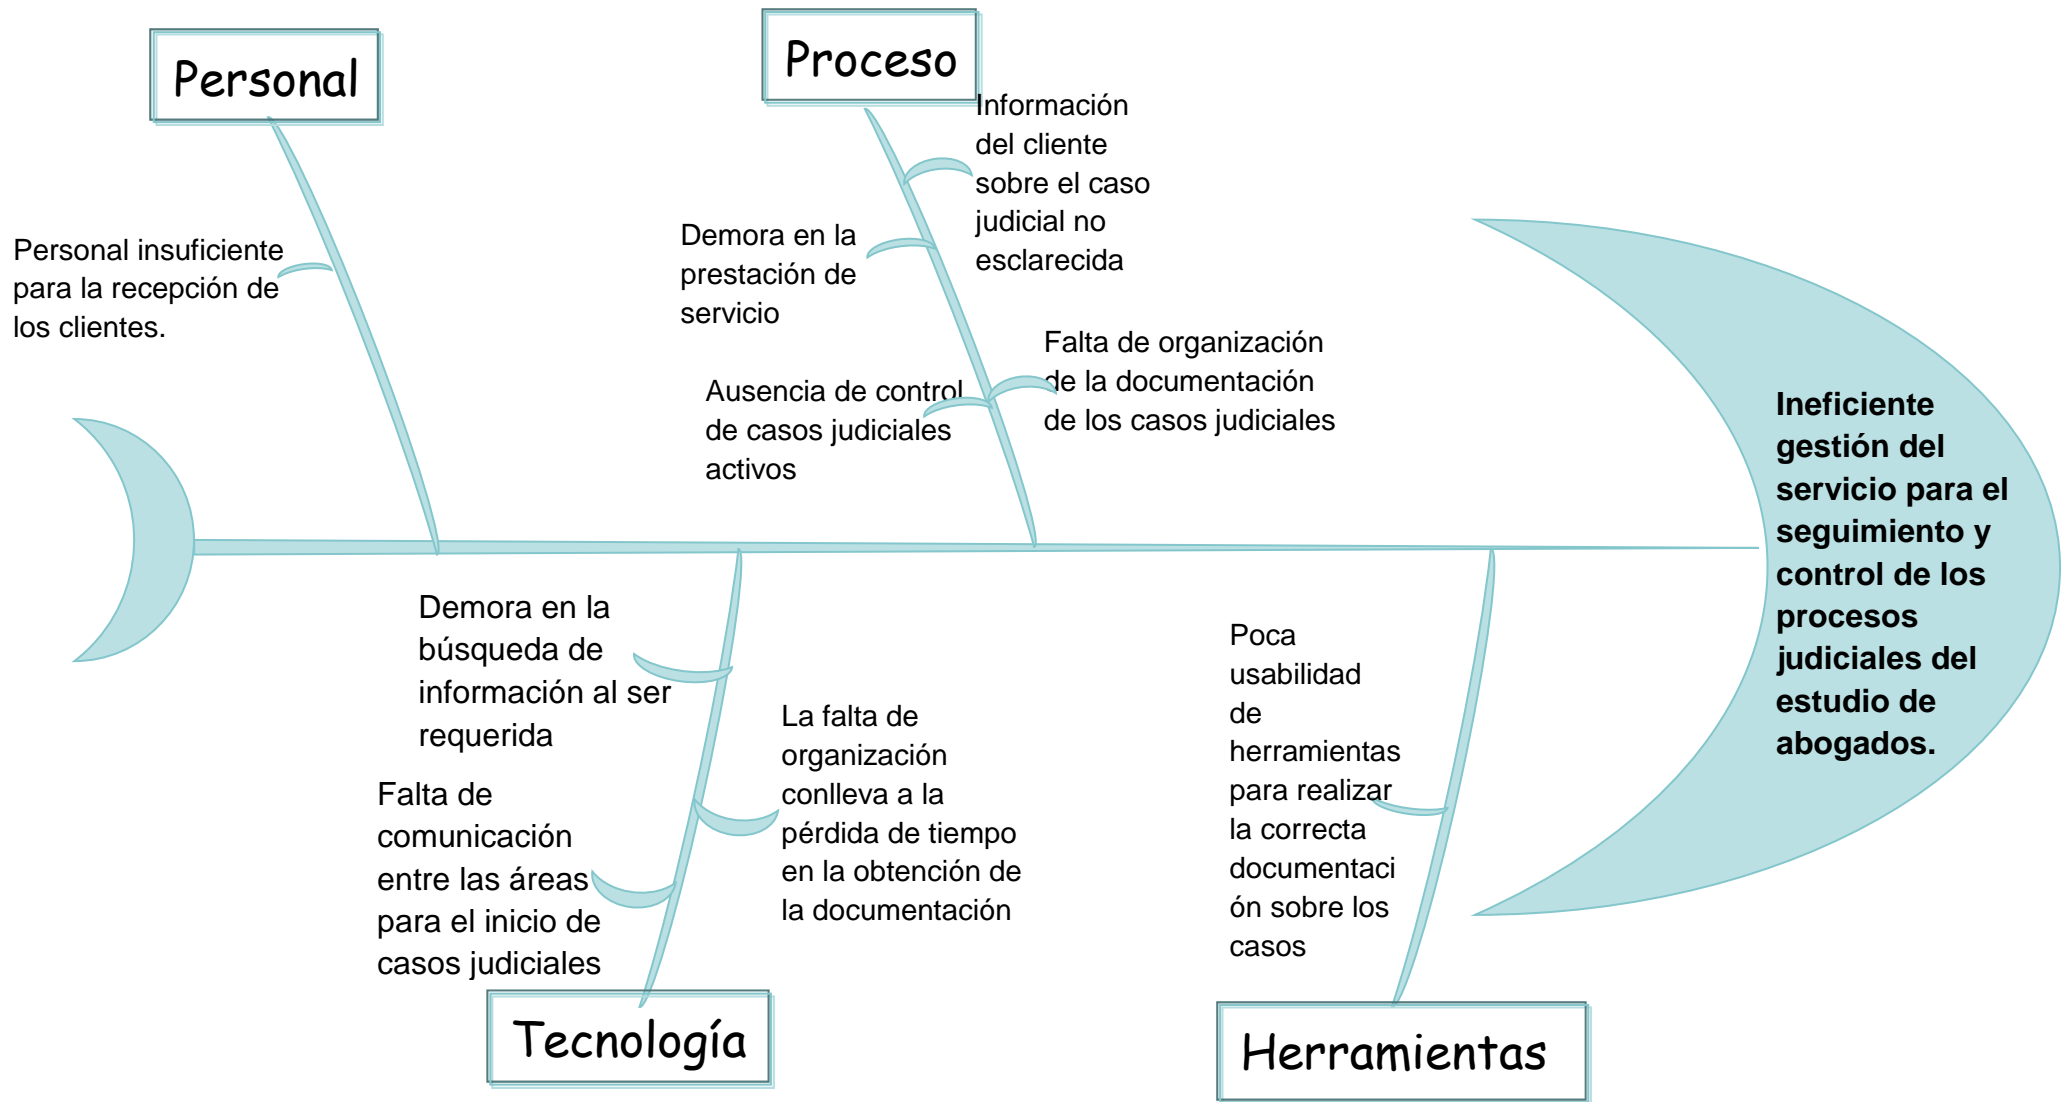 Personal
Proceso
Información
del cliente
sobre el caso
judicial no
esclarecida
Personal insuficiente
para la recepción de
los clientes.
Demora en la
prestación de
servicio
Falta de organización
de la documentación
de los casos judiciales
Ausencia de control
de casos judiciales
activos
Ineficiente
gestión del
servicio para el
seguimiento y
control de los
procesos
judiciales del
estudio de
abogados.
Demora en la
búsqueda de
información al ser
requerida
Falta de
comunicación
entre las áreas
para el inicio de
casos judiciales
La falta de
organización
conlleva a la
pérdida de tiempo
en la obtención de
la documentación
Poca
usabilidad
de
herramientas
para realizar
la correcta
documentaci
ón sobre los
casos
Tecnología
Herramientas